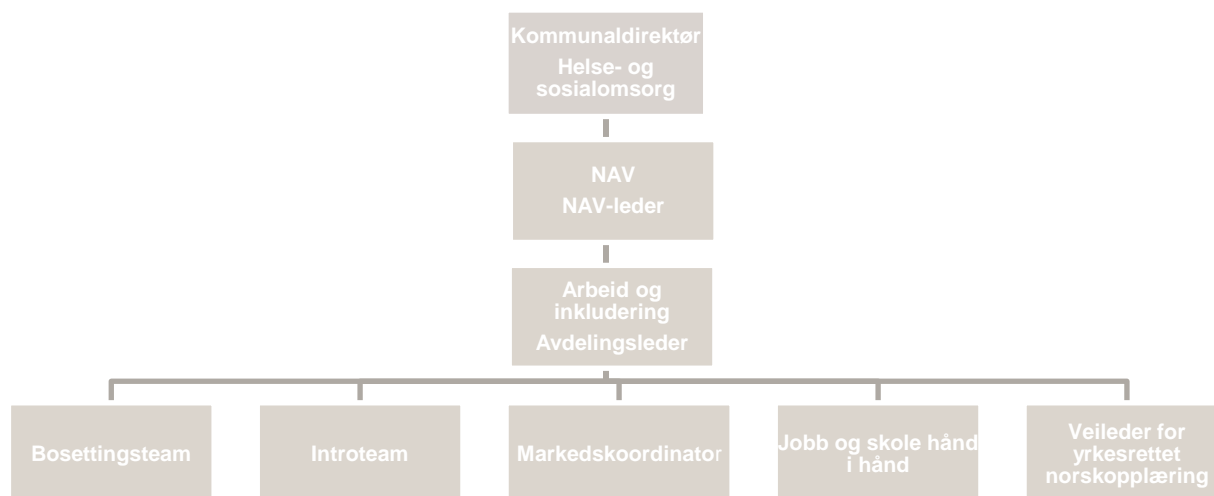 Kommunaldirektør
Helse- og
sosialomsorg
NAV
NAV-leder
Arbeid og
inkludering
Avdelingsleder
Bosettingsteam
Introteam
Markedskoordinator
Jobb og skole hånd
i hånd
Veileder for
yrkesrettet
norskopplæring